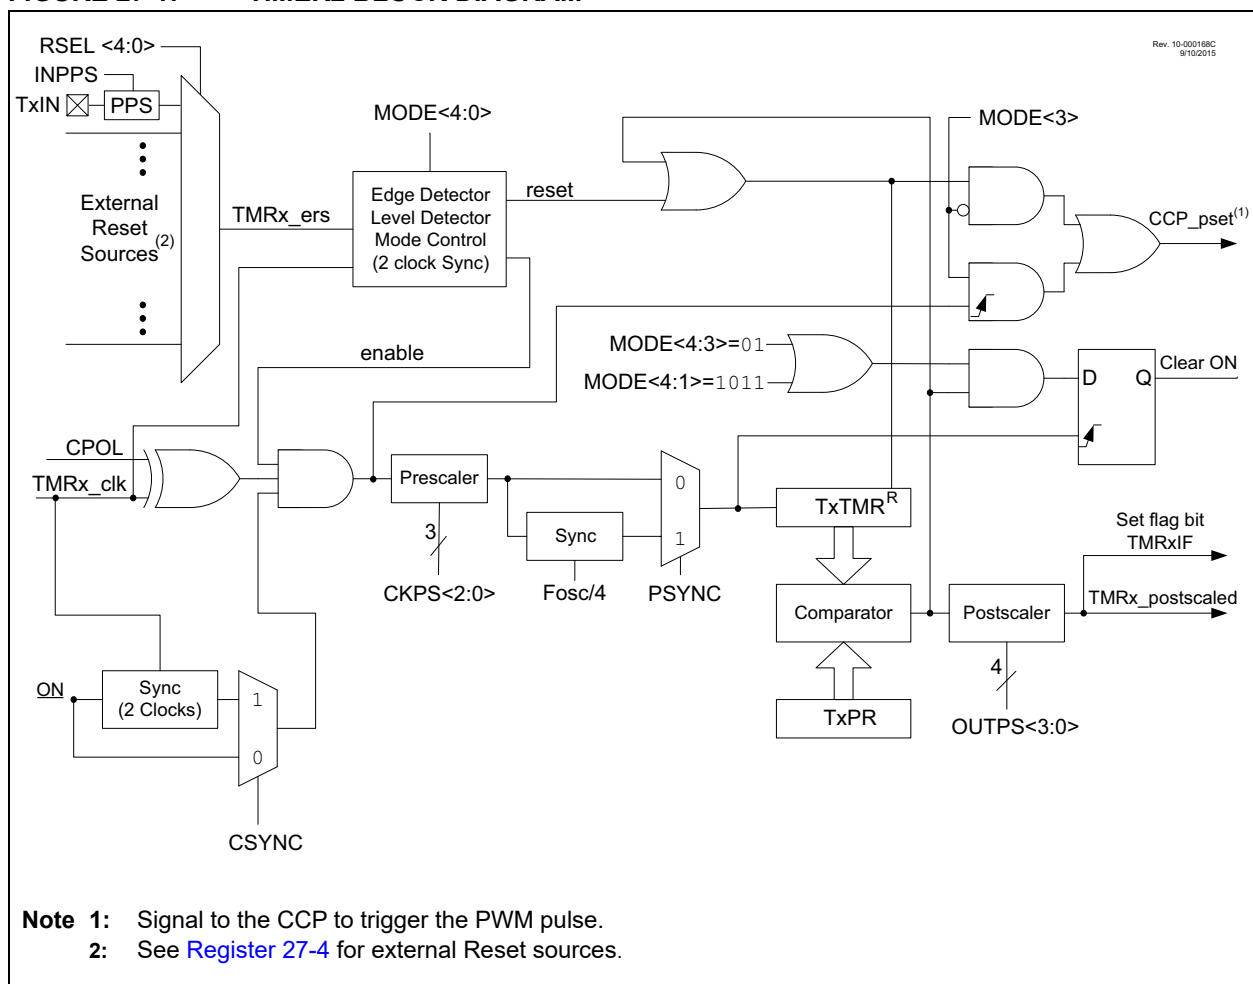 RSEL <4:0>
Rev. 10-000168C
9/10/2015
INPPS
TxIN
PPS
MODE<4:0>
MODE<3>
External
Reset
Sources(2)
TMRx_ers
Edge Detector
Level Detector
Mode Control
(2 clock Sync)
reset
CCP_pset(1)
enable
MODE<4:3>=01
MODE<4:1>=1011
D
Q
Clear ON
CPOL
TMRx_clk
Prescaler
3
CKPS<2:0>
Sync
Fosc/4
0
1
PSYNC
TxTMR
R
Set flag bit
TMRxIF
Comparator
Postscaler
TMRx_postscaled
4
OUTPS<3:0>
TxPR
ON
Sync
(2 Clocks)
1
0
CSYNC
Note 1: Signal to the CCP to trigger the PWM pulse.
2: See Register 27-4 for external Reset sources.